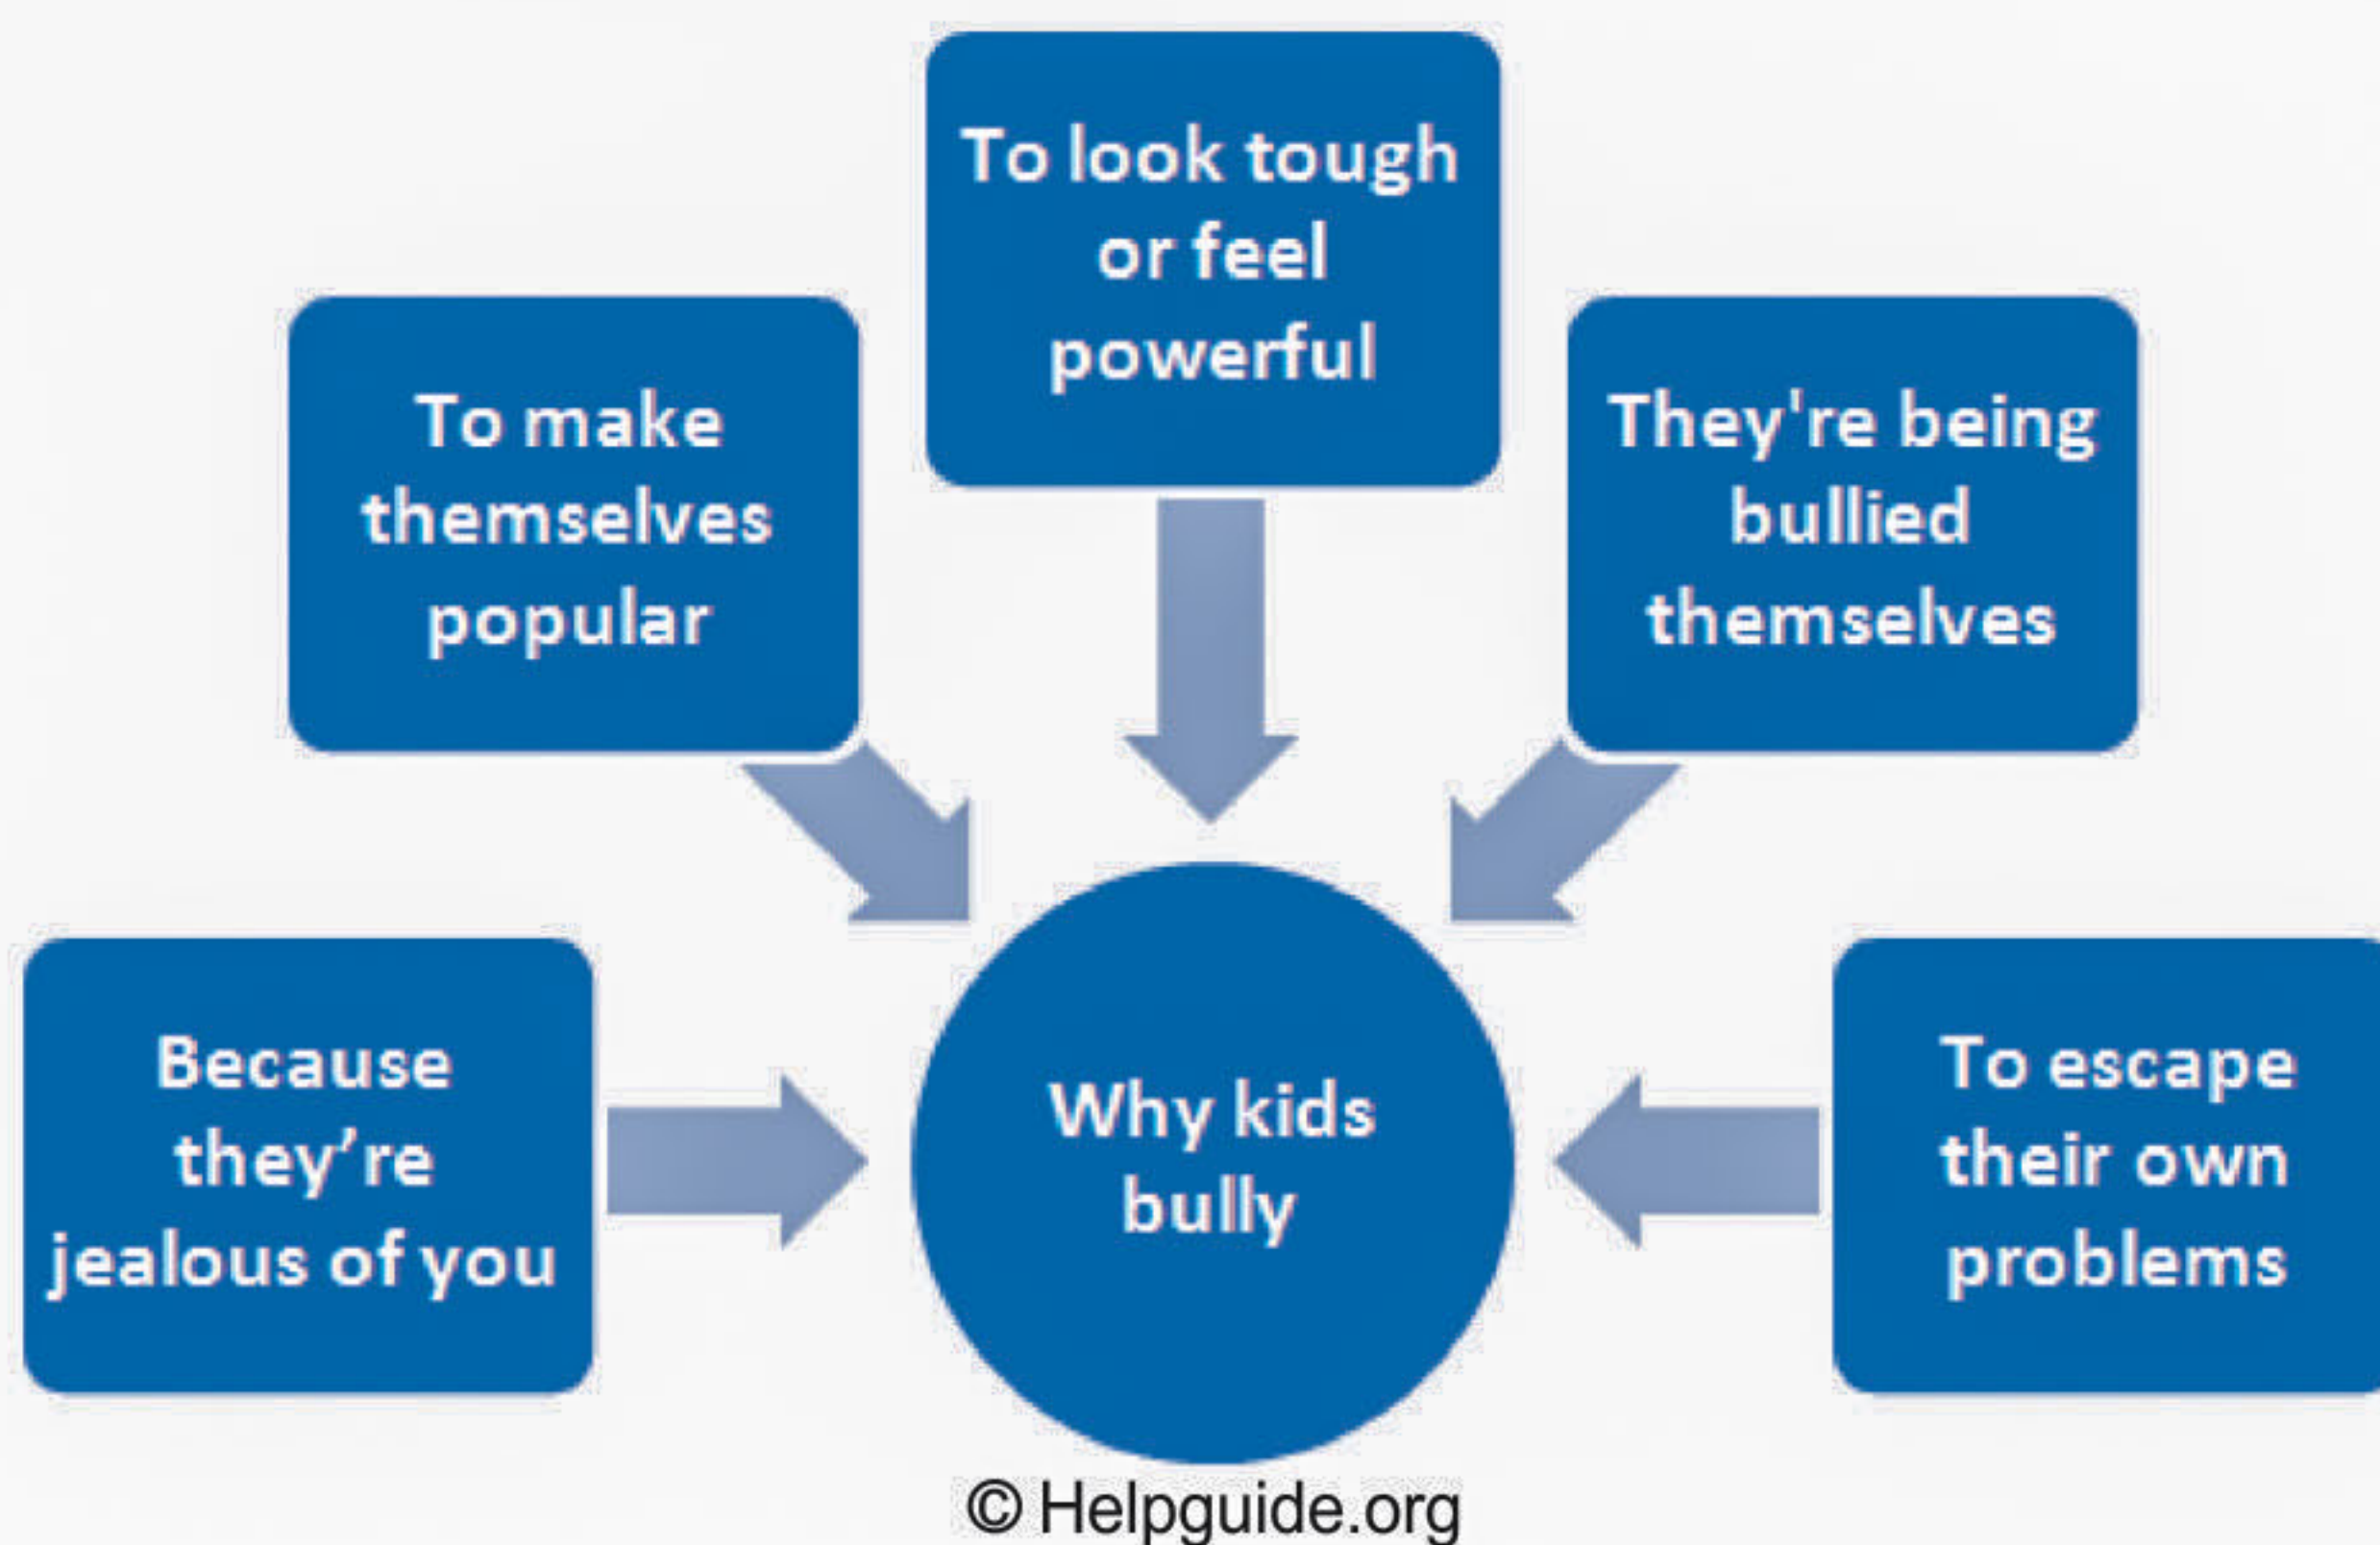 To look tough
or feel
powerful
To make
themselves
popular
They're being
bullied
themselves
Because
they’re
jealous of you
Why kids
bully
To escape
their own
problems
© Helpguide.org